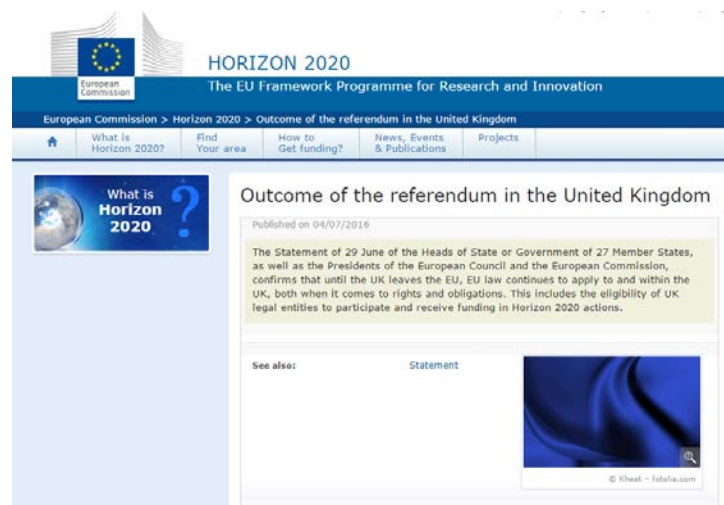 HORIZON 2020
European
Commission
The EU Framework Programme for Research and Innovation
European Commission > Horizon 2020 > Outcome of the referendum in the United Kingdom
What is
Horizon 2020?
Find
Your area
How to
Get funding?
News, Events
& Publications
Projects
What is
Horizon
2020
?
Outcome of the referendum in the United Kingdom
Published on 04/07/2016
The Statement of 29 June of the Heads of State or Government of 27 Member States,
as well as the Presidents of the European Council and the European Commission,
confirms that until the UK leaves the EU, EU law continues to apply to and within the
UK, both when it comes to rights and obligations. This includes the eligibility of UK
legal entities to participate and receive funding in Horizon 2020 actions.
See also:
Statement
© Kheat - fotolia.com